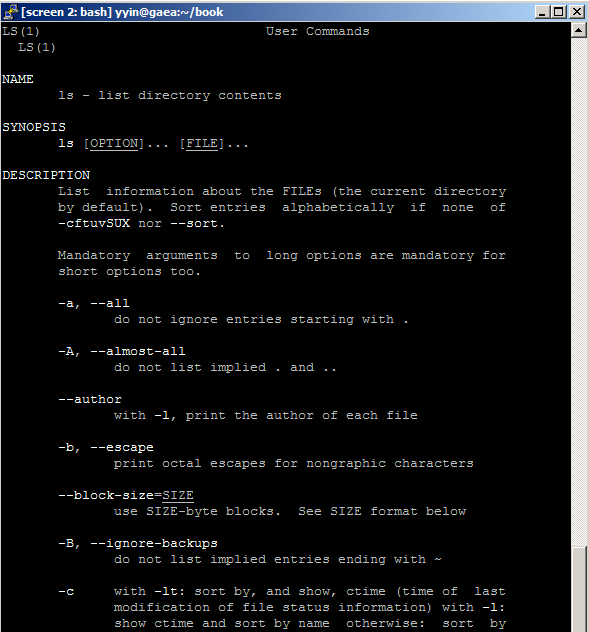 [screen 2: bash] yyin@gaea:~/book
LS(1)                            User Commands
  LS(1)
NAME
       ls - list directory contents
SYNOPSIS
       ls [OPTION]... [FILE]...
DESCRIPTION
       List  information about the FILEs (the current directory
       by default).  Sort entries  alphabetically  if  none  of
       -cftuvSUX nor --sort.
       Mandatory  arguments  to  long options are mandatory for
       short options too.
       -a, --all
              do not ignore entries starting with .
       -A, --almost-all
              do not list implied . and ..
       --author
              with -l, print the author of each file
       -b, --escape
              print octal escapes for nongraphic characters
       --block-size=SIZE
              use SIZE-byte blocks.  See SIZE format below
       -B, --ignore-backups
              do not list implied entries ending with ~
       -c     with -lt: sort by, and show, ctime (time of  last
              modification of file status information) with -l:
              show ctime and sort by name  otherwise:  sort  by